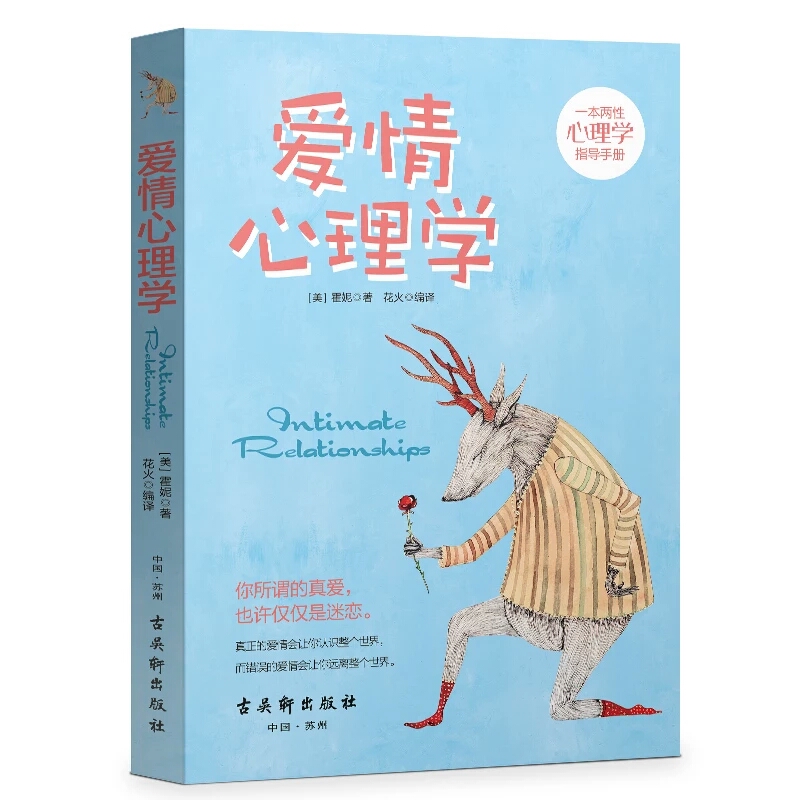 爱情
心理学
一本两性
心理学
指导手册
[美] 霍妮◎著 花火◎编译
Intimate
Relationships
你所谓的真爱,
也许仅仅是迷恋。
真正的爱情会让你认识整个世界,
而错误的爱情会让你远离整个世界。
古吴轩出版社
中国·苏州
爱情心理学
Intimate
Relationships
[美] 霍妮◎著
花火◎编译
中国·苏州
古吴轩出版社